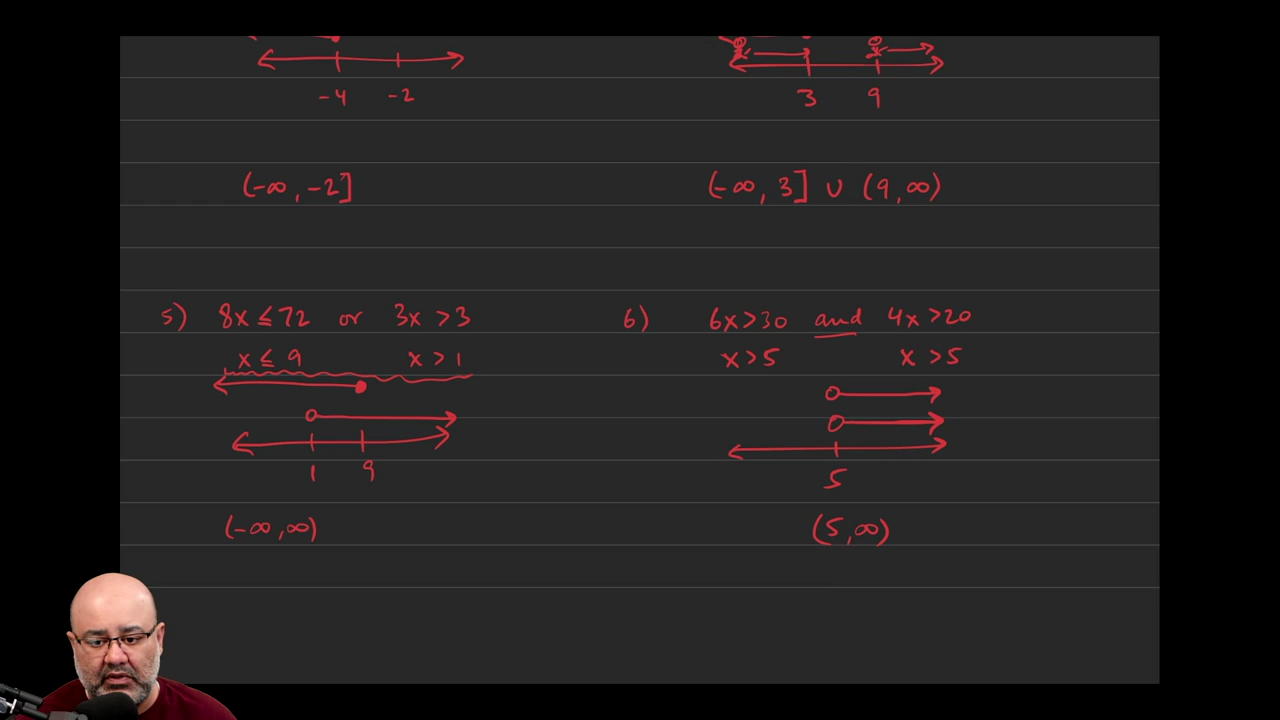 -4 -2
3 9
(-∞, -2]
(-∞, 3] ∪ (9, ∞)
5) 8x ≤ 72 or 3x > 3
x ≤ 9 x > 1
1 9
(-∞, ∞)
6) 6x > 30 and 4x > 20
x > 5 x > 5
5
(5, ∞)